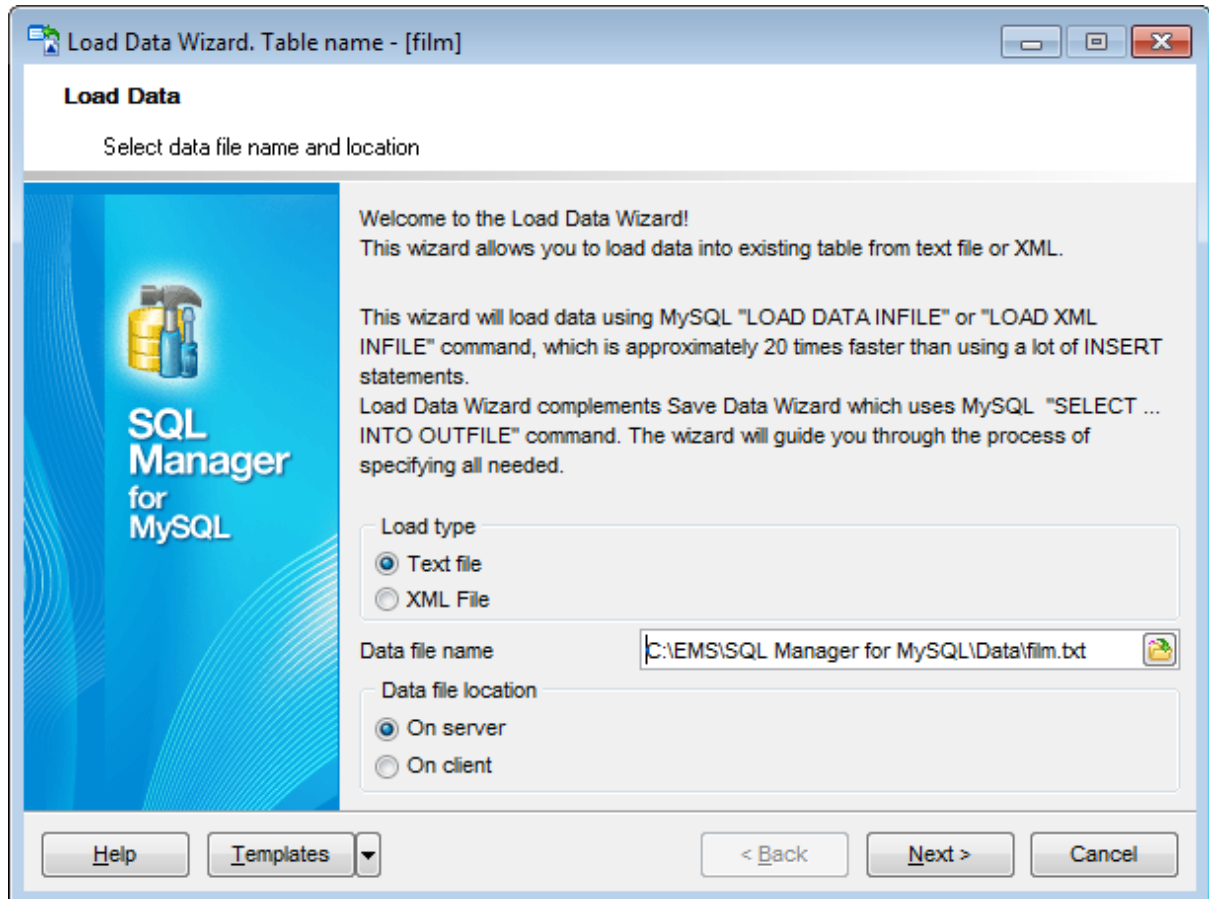 Load Data Wizard. Table name - [film]
Load Data
Select data file name and location
Welcome to the Load Data Wizard!
This wizard allows you to load data into existing table from text file or XML.
This wizard will load data using MySQL "LOAD DATA INFILE" or "LOAD XML
INFILE" command, which is approximately 20 times faster than using a lot of INSERT
statements.
Load Data Wizard complements Save Data Wizard which uses MySQL  "SELECT ...
INTO OUTFILE" command. The wizard will guide you through the process of
specifying all needed.
SQL
Manager
for
MySQL
Load type
Text file
XML File
Data file name C:\EMS\SQL Manager for MySQL\Data\film.txt
Data file location
On server
On client
Help Templates < Back Next > Cancel